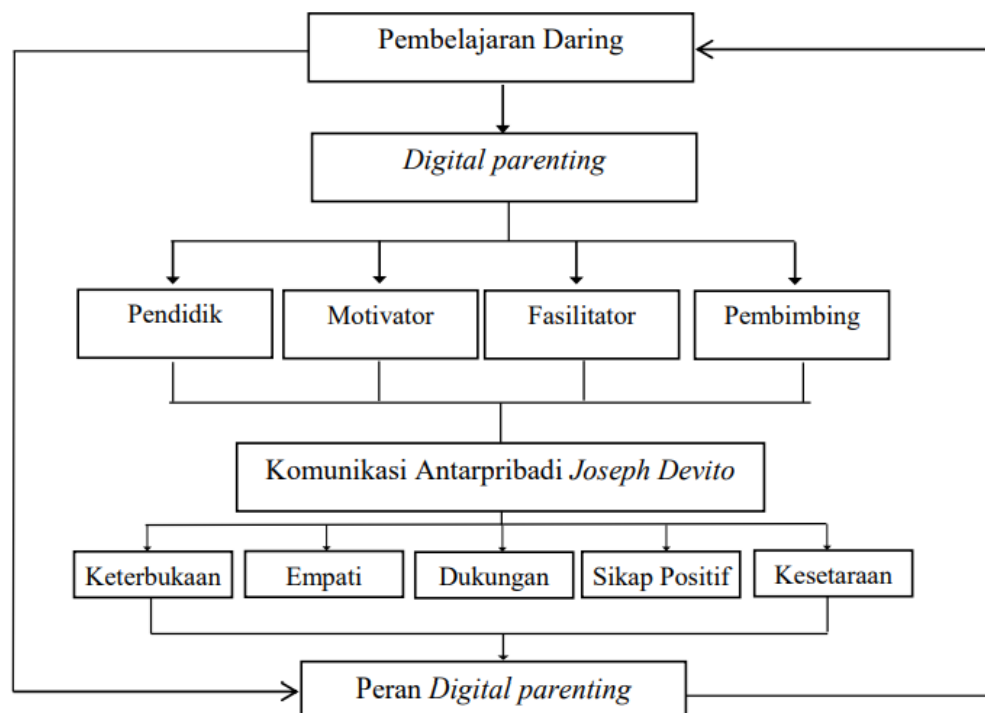 Pembelajaran Daring
Digital parenting
Pendidik
Motivator
Fasilitator
Pembimbing
Komunikasi Antarpribadi Joseph Devito
Keterbukaan
Empati
Dukungan
Sikap Positif
Kesetaraan
Peran Digital parenting